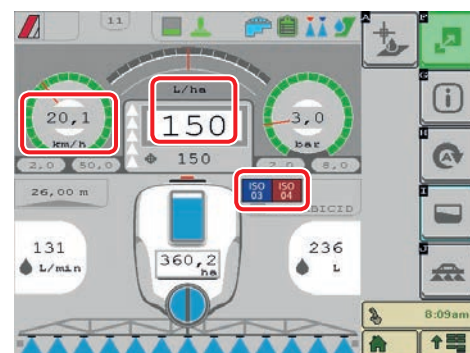 11
A
F
L/ha
20,1
km/h
150
3,0
bar
G
2,0 50,0
150
2,0 8,0
H
26,00 m
ISO 03
ISO 04
BICID
I
131
L/min
360,2
ha
236
L
J
8:09am